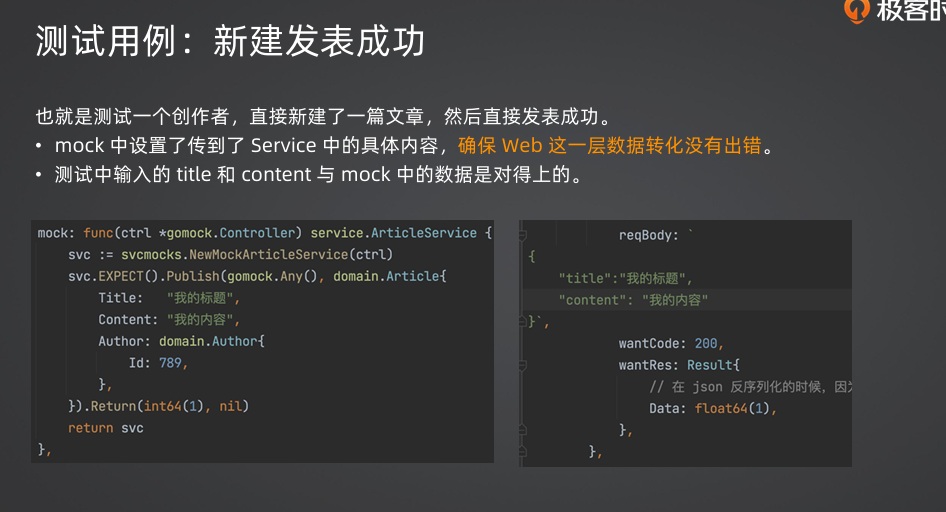 极客时
测试用例：新建发表成功
也就是测试一个创作者，直接新建了一篇文章，然后直接发表成功。
• mock 中设置了传到了 Service 中的具体内容，确保 Web 这一层数据转化没有出错。
• 测试中输入的 title 和 content 与 mock 中的数据是对得上的。
mock: func(ctrl *gomock.Controller) service.ArticleService {
svc := svcmocks.NewMockArticleService(ctrl)
svc.EXPECT().Publish(gomock.Any(), domain.Article{
Title: "我的标题",
Content: "我的内容",
Author: domain.Author{
Id: 789,
},
}).Return(int64(1), nil)
return svc
},
reqBody: `
{
"title":"我的标题",
"content": "我的内容"
}`,
wantCode: 200,
wantRes: Result{
// 在 json 反序列化的时候，因为
Data: float64(1),
},
},